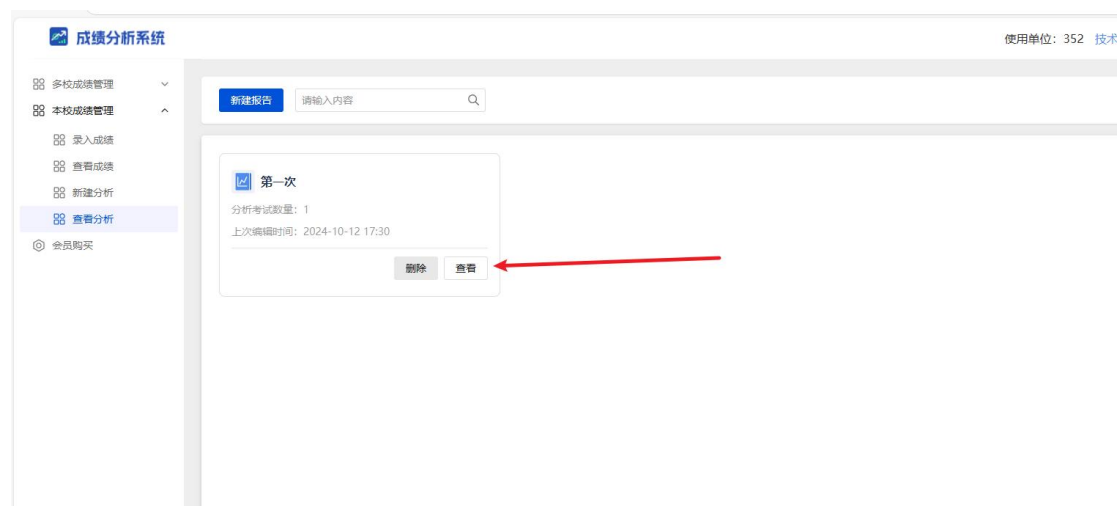 成绩分析系统
使用单位：352 技术
多校成绩管理
本校成绩管理
录入成绩
查看成绩
新建分析
查看分析
会员购买
新建报告 请输入内容
第一次
分析考试数量：1
上次编辑时间：2024-10-12 17:30
删除 查看